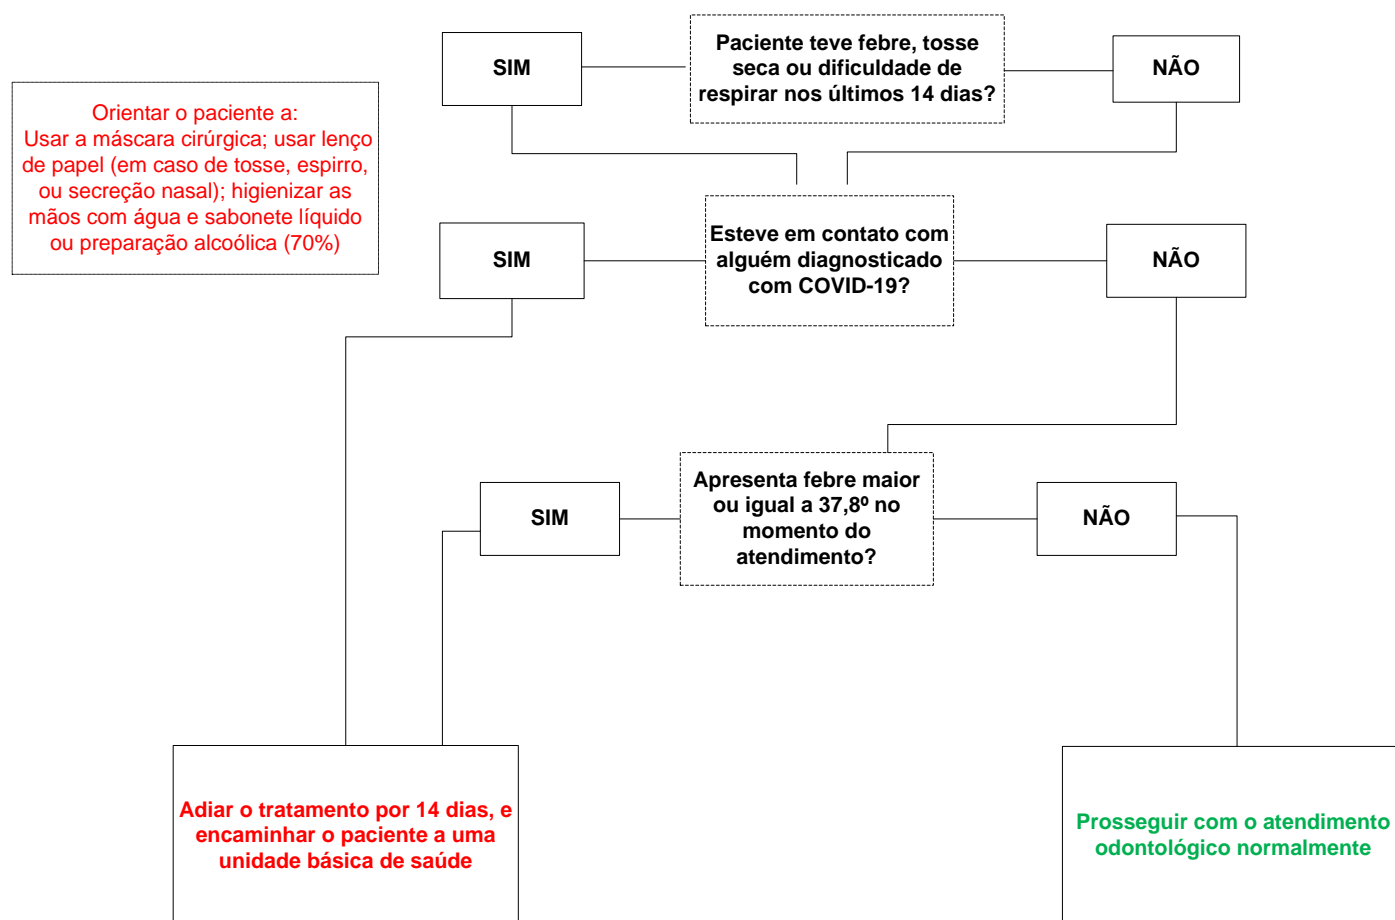 Paciente teve febre, tosse
seca ou dificuldade de
respirar nos últimos 14 dias?
SIM
NÃO
Orientar o paciente a:
Usar a máscara cirúrgica; usar lenço
de papel (em caso de tosse, espirro,
ou secreção nasal); higienizar as
mãos com água e sabonete líquido
ou preparação alcoólica (70%)
Esteve em contato com
alguém diagnosticado
com COVID-19?
SIM
NÃO
Apresenta febre maior
ou igual a 37,8º no
momento do
atendimento?
SIM
NÃO
Adiar o tratamento por 14 dias, e
encaminhar o paciente a uma
unidade básica de saúde
Prosseguir com o atendimento
odontológico normalmente